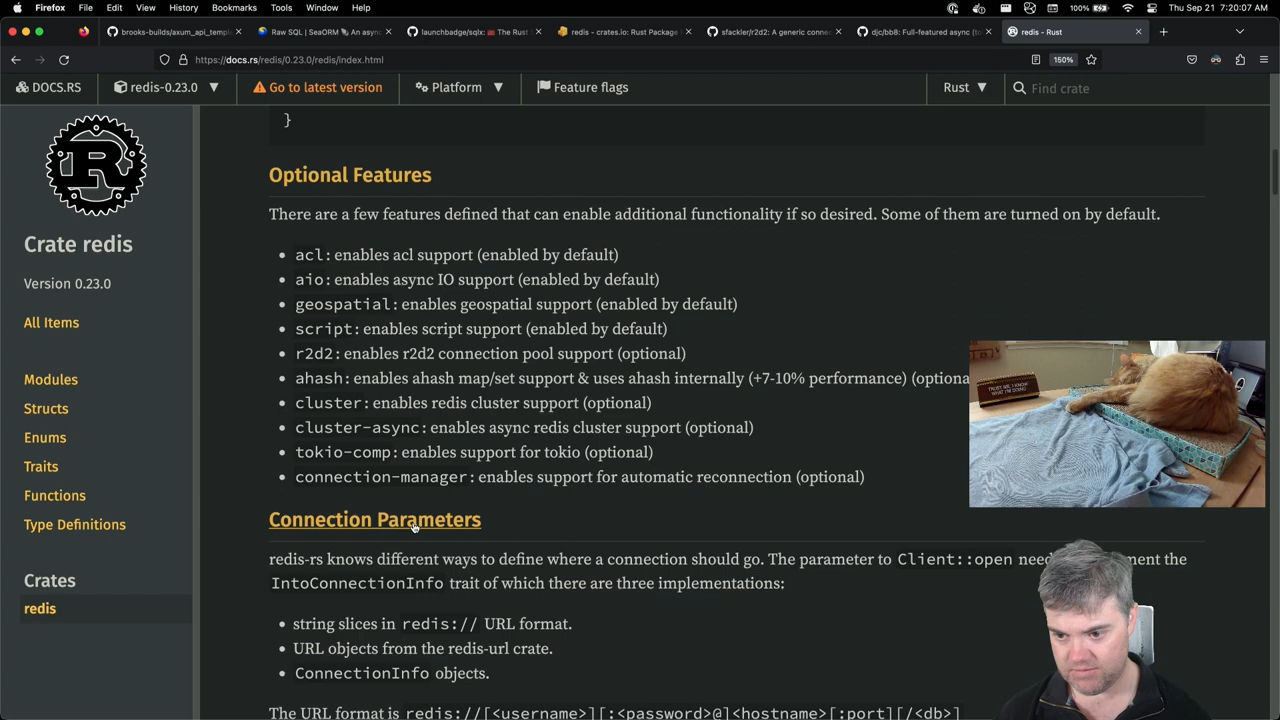 Firefox File Edit View History Bookmarks Tools Window Help 100% Thu Sep 21 7:20:07 AM
brooks-builds/axum_api_templ Raw SQL | SeaORM An asyn launchbadge/sqlx: The Rust redis - crates.io: Rust Package sfackler/r2d2: A generic conne djc/bb8: Full-featured async (to redis - Rust
https://docs.rs/redis/0.23.0/redis/index.html 150%
DOCS.RS redis-0.23.0 Go to latest version Platform Feature flags Rust Find crate
}
Crate redis
Version 0.23.0
All Items
Modules
Structs
Enums
Traits
Functions
Type Definitions
Crates
redis
Optional Features
There are a few features defined that can enable additional functionality if so desired. Some of them are turned on by default.
acl: enables acl support (enabled by default)
aio: enables async IO support (enabled by default)
geospatial: enables geospatial support (enabled by default)
script: enables script support (enabled by default)
r2d2: enables r2d2 connection pool support (optional)
ahash: enables ahash map/set support & uses ahash internally (+7-10% performance) (optiona
cluster: enables redis cluster support (optional)
cluster-async: enables async redis cluster support (optional)
tokio-comp: enables support for tokio (optional)
connection-manager: enables support for automatic reconnection (optional)
Connection Parameters
redis-rs knows different ways to define where a connection should go. The parameter to Client::open need ment the
IntoConnectionInfo trait of which there are three implementations:
string slices in redis:// URL format.
URL objects from the redis-url crate.
ConnectionInfo objects.
The URL format is redis://[<username>][:<password>@]<hostname>[:port][/<db>]
TRUST ME, I KNOW
WHAT I'M DOING